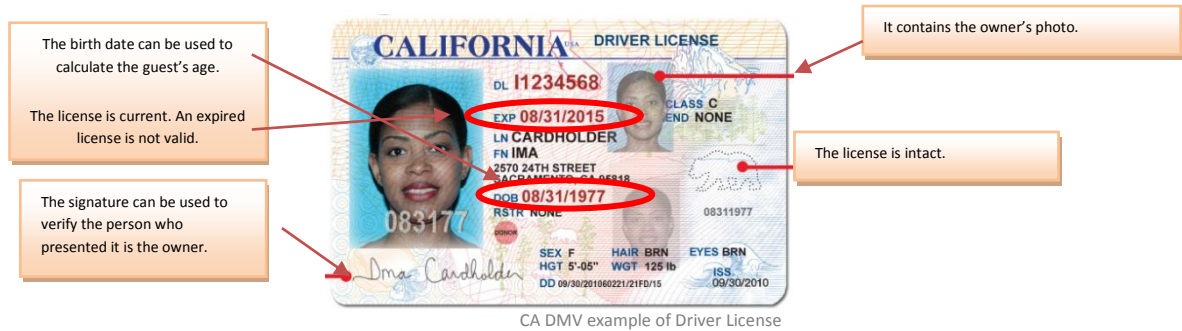 The birth date can be used to
calculate the guest's age.
The license is current. An expired
license is not valid.
The signature can be used to
verify the person who
presented it is the owner.
CALIFORNIA USA DRIVER LICENSE
DL I1234568
EXP 08/31/2015
LN CARDHOLDER
FN IMA
2570 24TH STREET
SACRAMENTO, CA 95818
DOB 08/31/1977
RSTR NONE
083177
DONOR
CLASS C
END NONE
08311977
SEX F HAIR BRN EYES BRN
HGT 5'-05" WGT 125 lb
ISS
DD 09/30/201060221/21FD/15 09/30/2010
Ima Cardholder
It contains the owner's photo.
The license is intact.
CA DMV example of Driver License